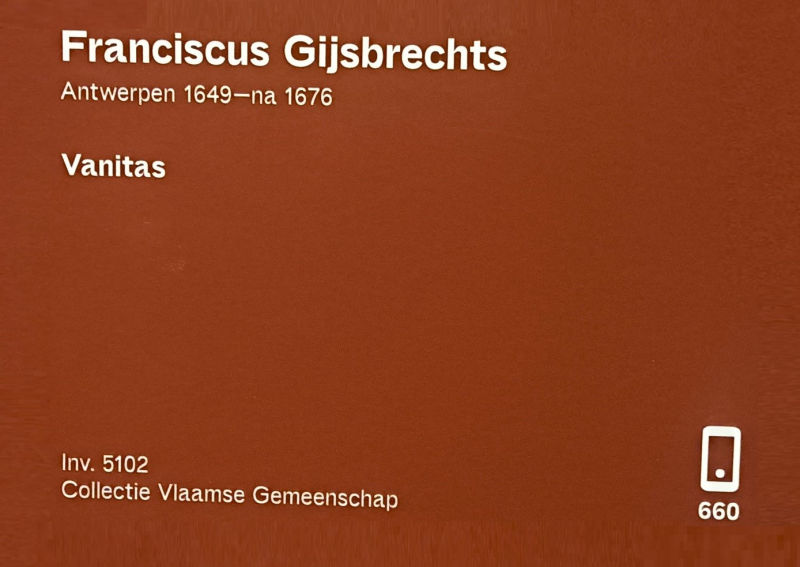 Franciscus Gijsbrechts
Antwerpen 1649—na 1676
Vanitas
Inv. 5102
Collectie Vlaamse Gemeenschap
660